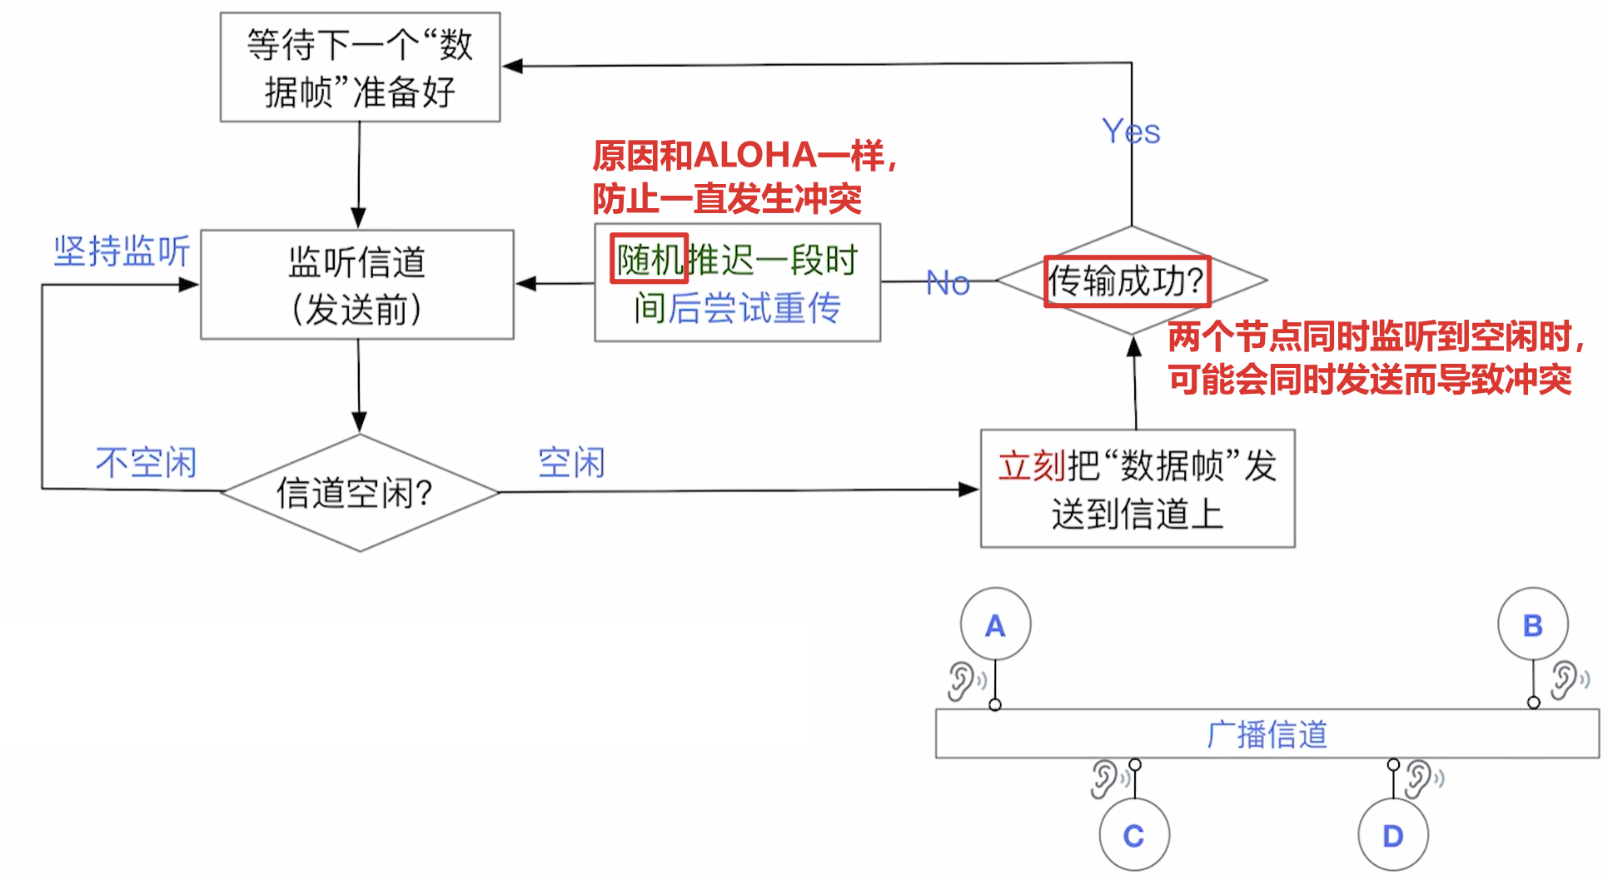 等待下一个“数
据帧”准备好
Yes
原因和ALOHA一样，
防止一直发生冲突
坚持监听
监听信道
（发送前）
随机推迟一段时
间后尝试重传
No
传输成功？
两个节点同时监听到空闲时，
可能会同时发送而导致冲突
不空闲
信道空闲？
空闲
立刻把“数据帧”发
送到信道上
A
B
广播信道
C
D